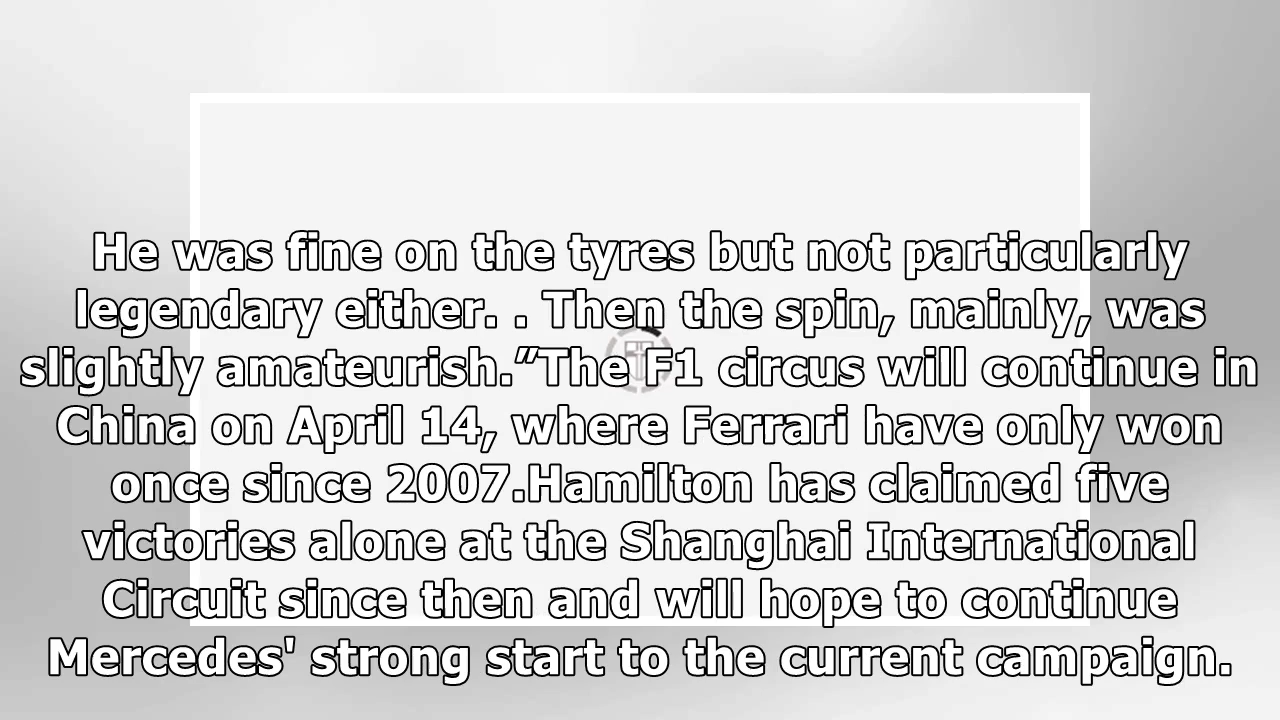 He was fine on the tyres but not particularly
legendary either. . Then the spin, mainly, was
slightly amateurish.”The F1 circus will continue in
China on April 14, where Ferrari have only won
once since 2007.Hamilton has claimed five
victories alone at the Shanghai International
Circuit since then and will hope to continue
Mercedes' strong start to the current campaign.